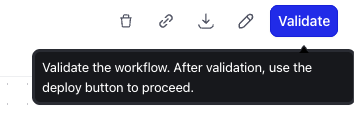 Validate
Validate the workflow. After validation, use the
deploy button to proceed.